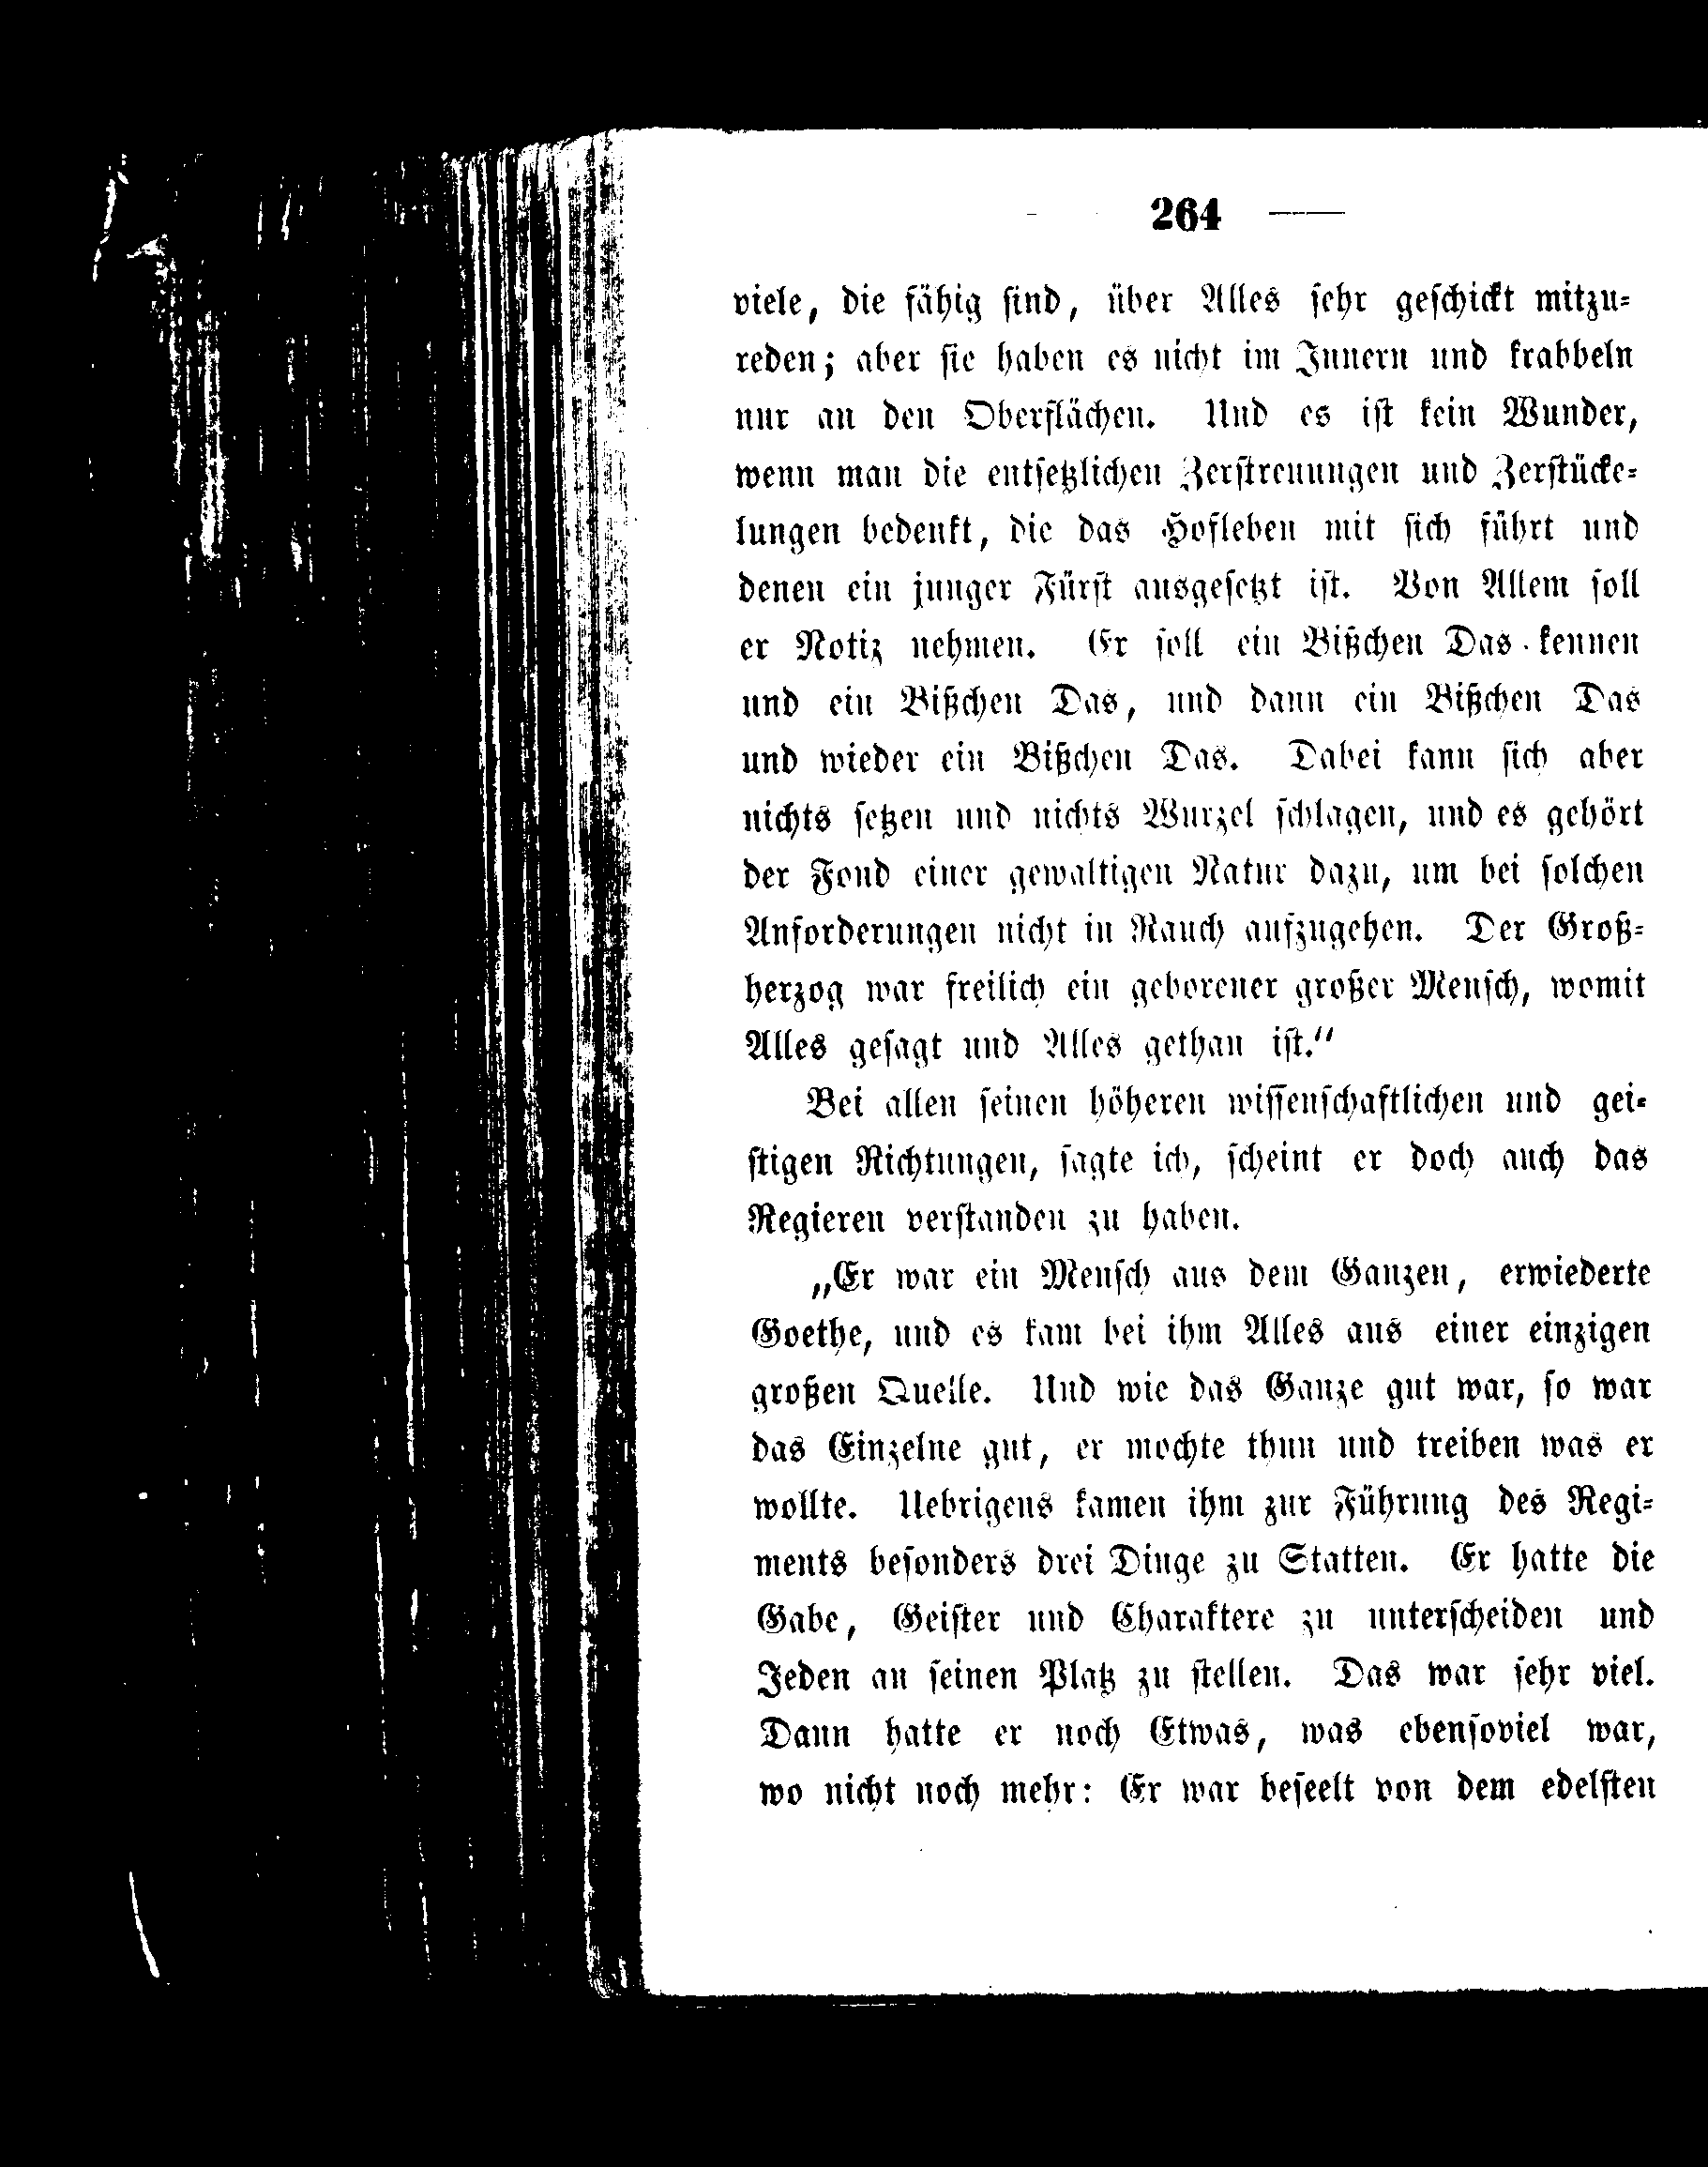 — 264 —
viele, die fähig ſind, über Alles ſehr geſchickt mitzu⸗
reden; aber ſie haben es nicht im Innern und krabbeln
nur an den Oberflächen. Und es iſt kein Wunder,
wenn man die entſetzlichen Zerſtreuungen und Zerſtücke⸗
lungen bedenkt, die das Hofleben mit ſich führt und
denen ein junger Fürſt ausgeſetzt iſt. Von Allem ſoll
er Notiz nehmen. Er ſoll ein Bißchen Das kennen
und ein Bißchen Das, und dann ein Bißchen Das
und wieder ein Bißchen Das. Dabei kann ſich aber
nichts ſetzen und nichts Wurzel ſchlagen, und es gehört
der Fond einer gewaltigen Natur dazu, um bei ſolchen
Anforderungen nicht in Rauch aufzugehen. Der Groß⸗
herzog war freilich ein geborener großer Menſch, womit
Alles geſagt und Alles gethan iſt.“
Bei allen ſeinen höheren wiſſenſchaftlichen und gei⸗
ſtigen Richtungen, ſagte ich, ſcheint er doch auch das
Regieren verſtanden zu haben.
„Er war ein Menſch aus dem Ganzen, erwiederte
Goethe, und es kam bei ihm Alles aus einer einzigen
großen Quelle. Und wie das Ganze gut war, ſo war
das Einzelne gut, er mochte thun und treiben was er
wollte. Uebrigens kamen ihm zur Führung des Regi⸗
ments beſonders drei Dinge zu Statten. Er hatte die
Gabe, Geiſter und Charaktere zu unterſcheiden und
Jeden an ſeinen Platz zu ſtellen. Das war ſehr viel.
Dann hatte er noch Etwas, was ebenſoviel war,
wo nicht noch mehr: Er war beſeelt von dem edelſten